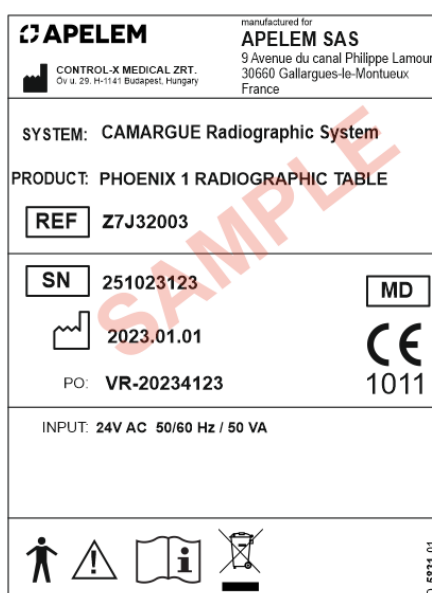 APELEM
CONTROL-X MEDICAL ZRT.
Öv u. 29. H-1141 Budapest, Hungary
manufactured for
APELEM SAS
9 Avenue du canal Philippe Lamour
30660 Gallargues-le-Montueux
France
SYSTEM: CAMARGUE Radiographic System
PRODUCT: PHOENIX 1 RADIOGRAPHIC TABLE
REF Z7J32003
SAMPLE
SN 251023123
MD
2023.01.01
CE
1011
PO: VR-20234123
INPUT: 24V AC 50/60 Hz / 50 VA